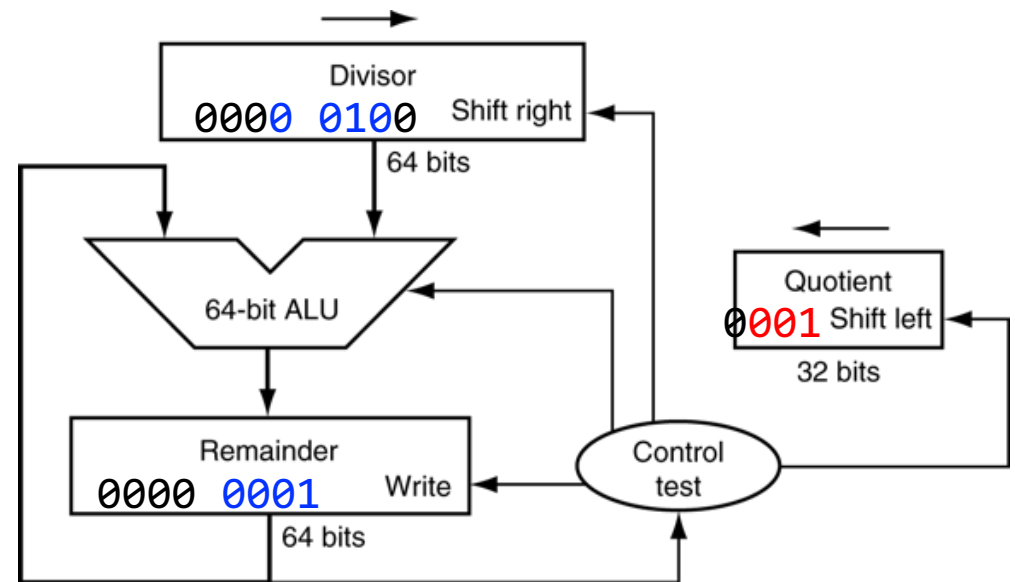 Divisor
0000 0100 Shift right
64 bits
64-bit ALU
Quotient
0001 Shift left
32 bits
Remainder
0000 0001 Write
64 bits
Control
test